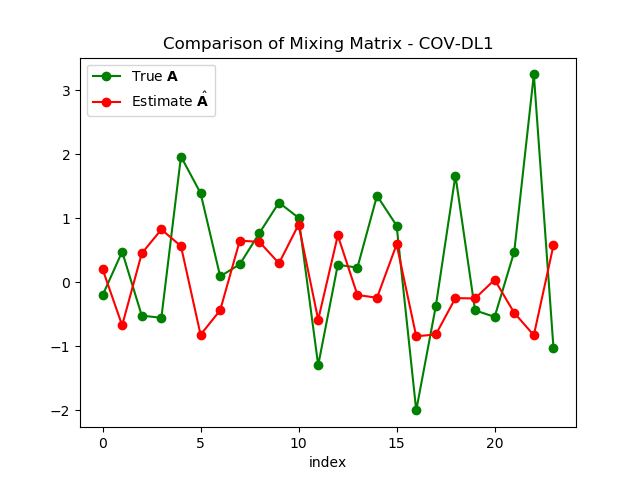 Comparison of Mixing Matrix - COV-DL1
True A
Estimate Â
3
2
1
0
−1
−2
0 5 10 15 20
index